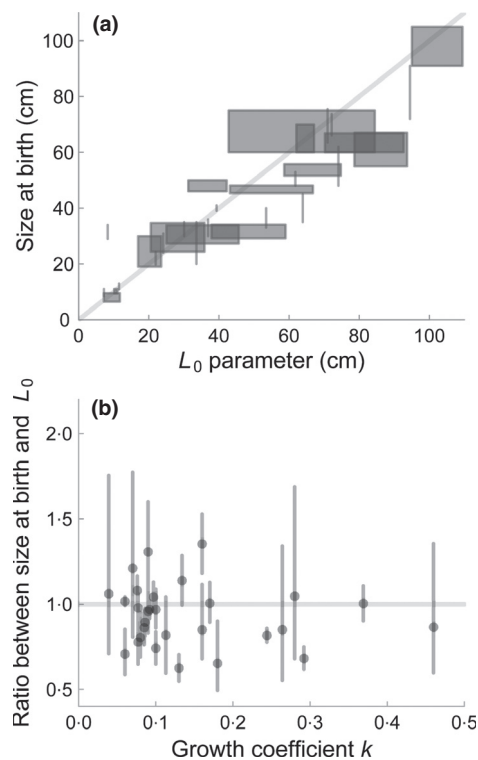 (a)
100
80
60
40
20
0
Size at birth (cm)
0 20 40 60 80 100
L0 parameter (cm)
(b)
2·0
1·5
1·0
0·5
Ratio between size at birth and L0
0·0 0·1 0·2 0·3 0·4 0·5
Growth coefficient k